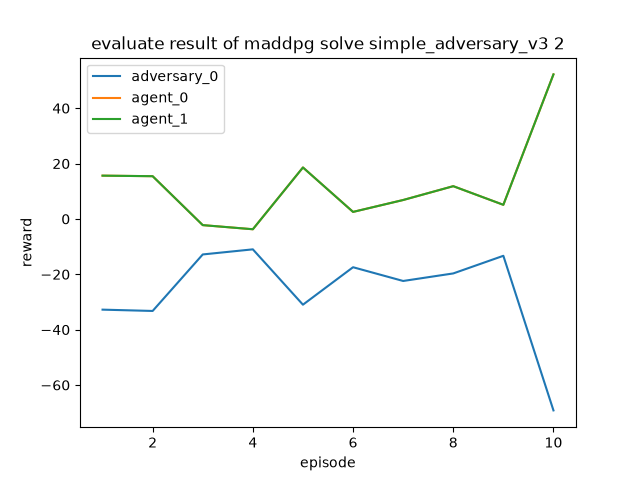 evaluate result of maddpg solve simple_adversary_v3 2
adversary_0
agent_0
agent_1
40
20
0
−20
−40
−60
reward
2
4
6
8
10
episode